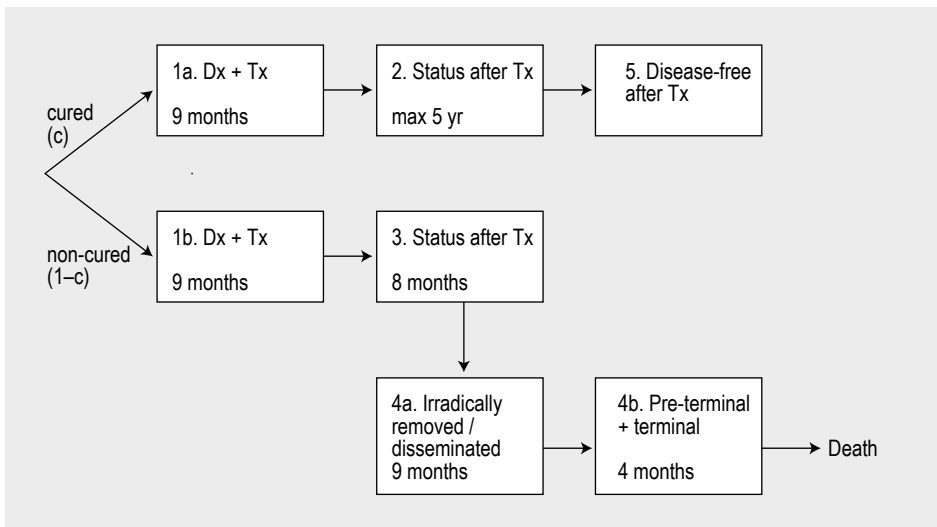 1a. Dx + Tx
9 months
2. Status after Tx
max 5 yr
5. Disease-free
after Tx
cured
(c)
non-cured
(1–c)
1b. Dx + Tx
9 months
3. Status after Tx
8 months
4a. Irradically
removed /
disseminated
9 months
4b. Pre-terminal
+ terminal
4 months
Death